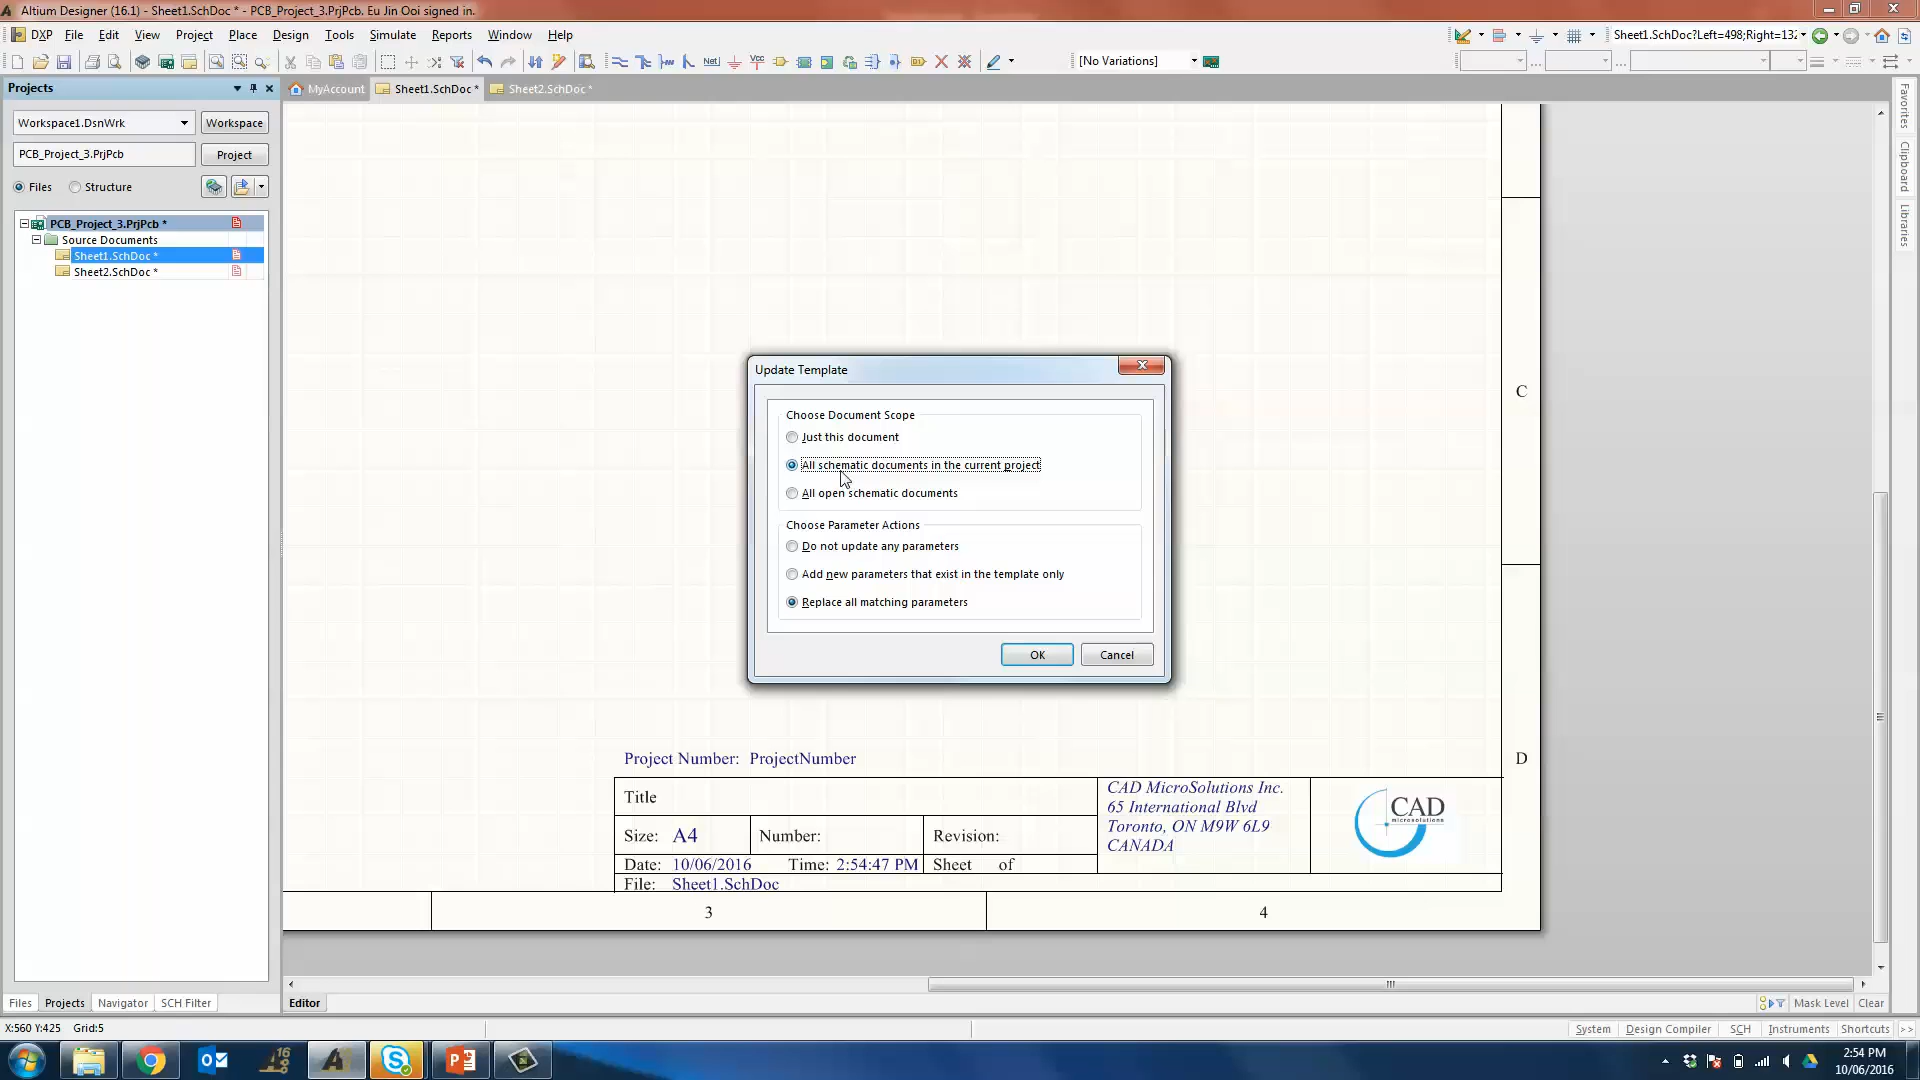 Altium Designer (16.1) - Sheet1.SchDoc * - PCB_Project_3.PrjPcb. Eu Jin Ooi signed in.
DXP File Edit View Project Place Design Tools Simulate Reports Window Help
Sheet1.SchDoc?Left=498;Right=132
Net
Vcc
[No Variations]
Projects
MyAccount
Sheet1.SchDoc *
Sheet2.SchDoc *
Workspace1.DsnWrk
Workspace
PCB_Project_3.PrjPcb
Project
Files
Structure
PCB_Project_3.PrjPcb *
Source Documents
Sheet1.SchDoc *
Sheet2.SchDoc *
Favorites
Clipboard
Libraries
Update Template
Choose Document Scope
Just this document
All schematic documents in the current project
All open schematic documents
Choose Parameter Actions
Do not update any parameters
Add new parameters that exist in the template only
Replace all matching parameters
OK
Cancel
C
D
Project Number: ProjectNumber
Title
Size: A4
Number:
Revision:
Date: 10/06/2016
Time: 2:54:47 PM
Sheet of
File: Sheet1.SchDoc
CAD MicroSolutions Inc.
65 International Blvd
Toronto, ON M9W 6L9
CANADA
CAD
microsolutions
3
4
Files
Projects
Navigator
SCH Filter
Editor
Mask Level
Clear
X:560 Y:425 Grid:5
System
Design Compiler
SCH
Instruments
Shortcuts
>>
2:54 PM
10/06/2016